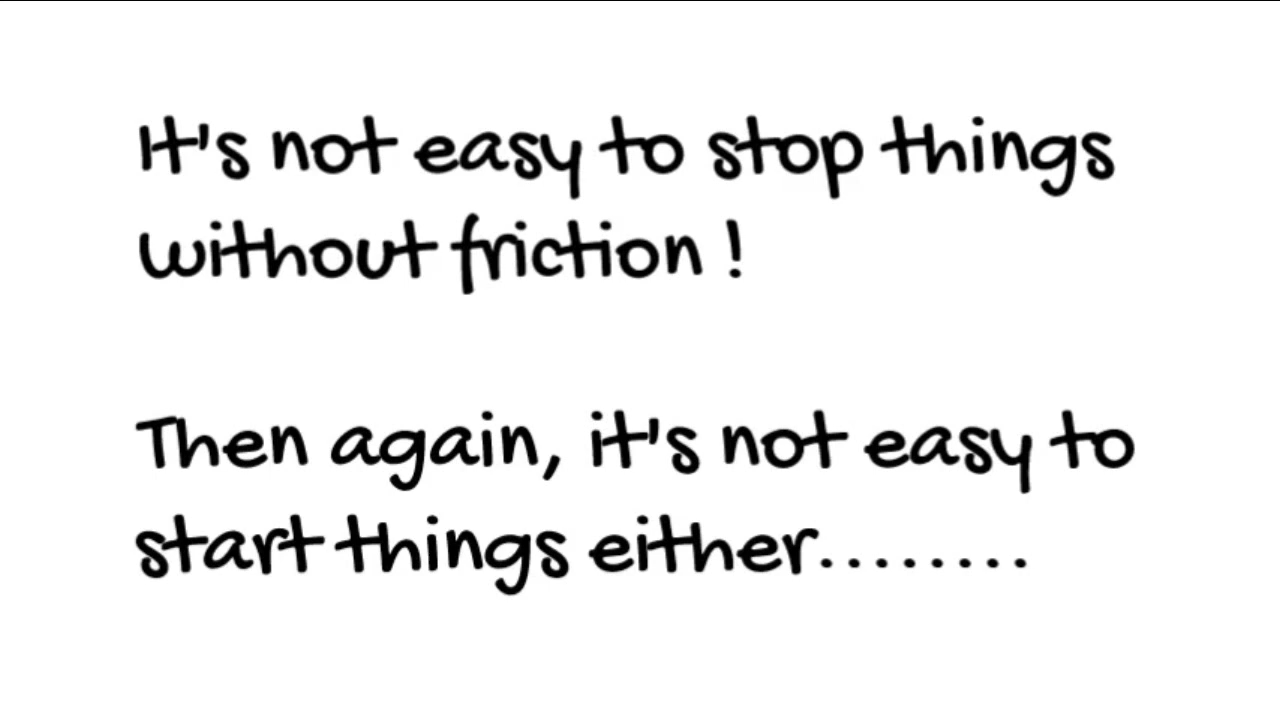 It's not easy to stop things
without friction !
Then again, it's not easy to
start things either........